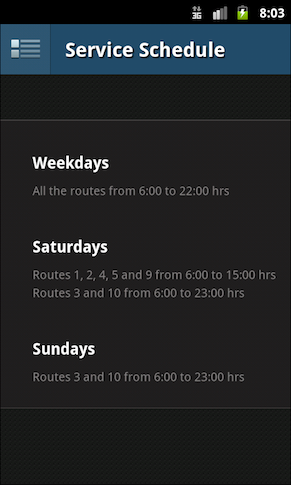 8:03
Service Schedule
Weekdays
All the routes from 6:00 to 22:00 hrs
Saturdays
Routes 1, 2, 4, 5 and 9 from 6:00 to 15:00 hrs
Routes 3 and 10 from 6:00 to 23:00 hrs
Sundays
Routes 3 and 10 from 6:00 to 23:00 hrs